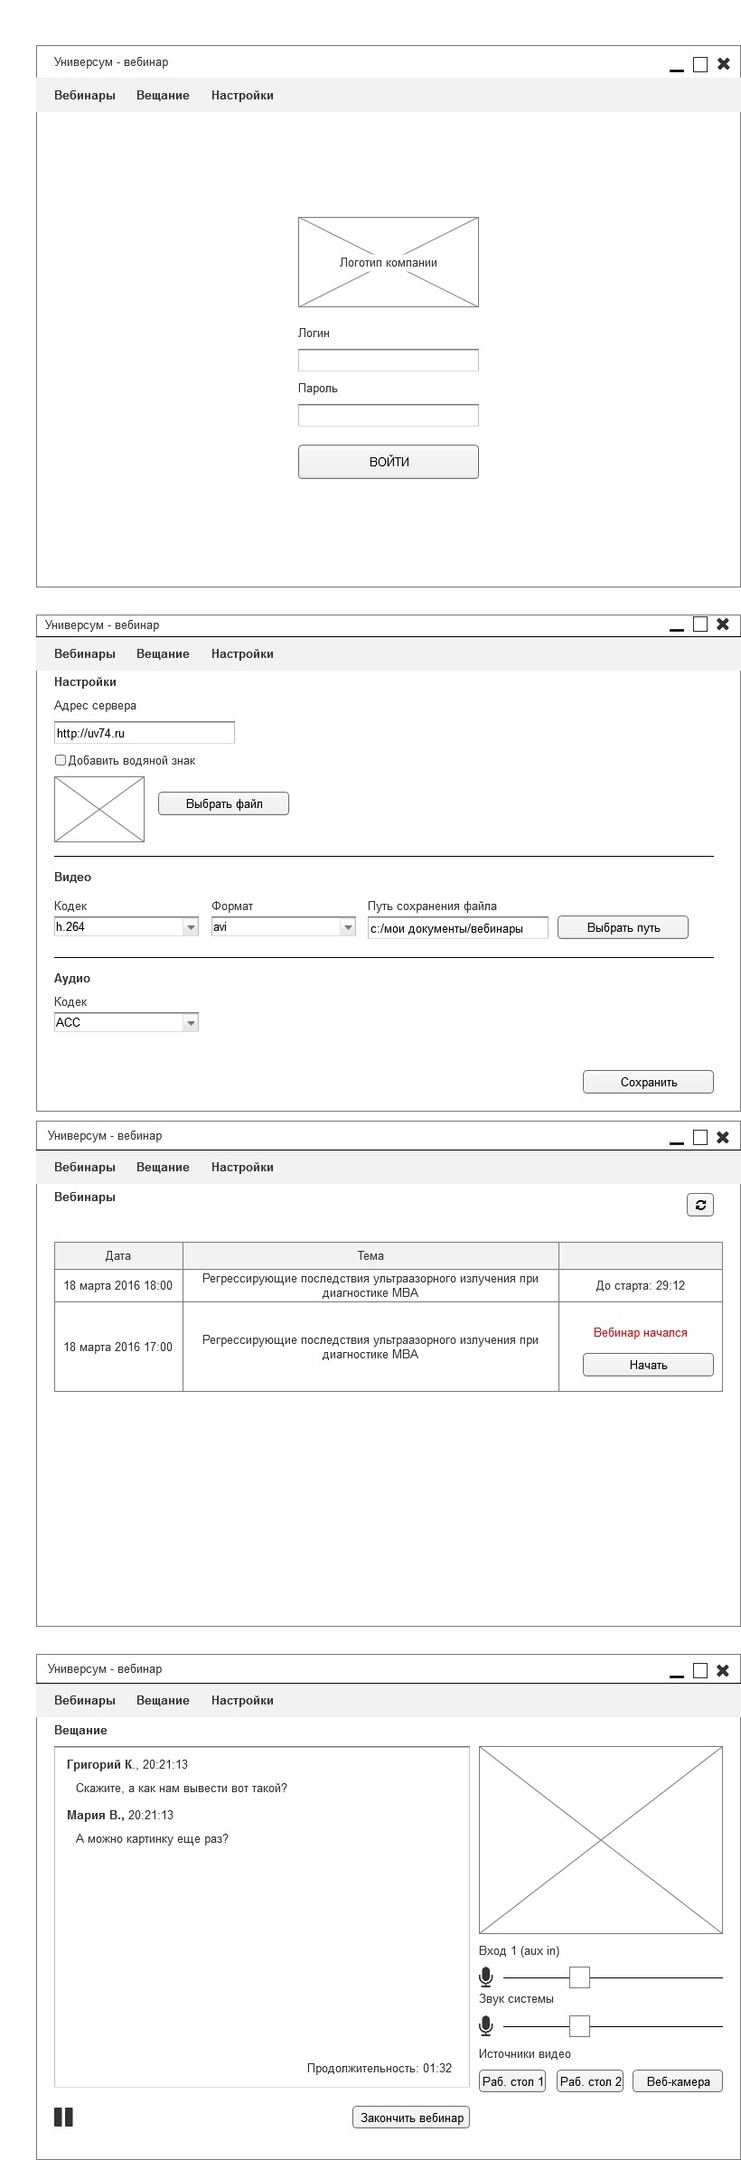 Универсум - вебинар
Вебинары Вещание Настройки
Логотип компании
Логин
Пароль
ВОЙТИ
Универсум - вебинар
Вебинары Вещание Настройки
Настройки
Адрес сервера
http://uv74.ru
Добавить водяной знак
Выбрать файл
Видео
Кодек Формат Путь сохранения файла
h.264 avi с:/мои документы/вебинары Выбрать путь
Аудио
Кодек
ACC
Сохранить
Универсум - вебинар
Вебинары Вещание Настройки
Вебинары
Дата Тема
18 марта 2016 18:00 Регрессирующие последствия ультраазорного излучения при
диагностике МВА
До старта: 29:12
18 марта 2016 17:00 Регрессирующие последствия ультраазорного излучения при
диагностике МВА
Вебинар начался
Начать
Универсум - вебинар
Вебинары Вещание Настройки
Вещание
Григорий К., 20:21:13
Скажите, а как нам вывести вот такой?
Мария В., 20:21:13
А можно картинку еще раз?
Продолжительность: 01:32
Закончить вебинар
Вход 1 (aux in)
Звук системы
Источники видео
Раб. стол 1 Раб. стол 2 Веб-камера